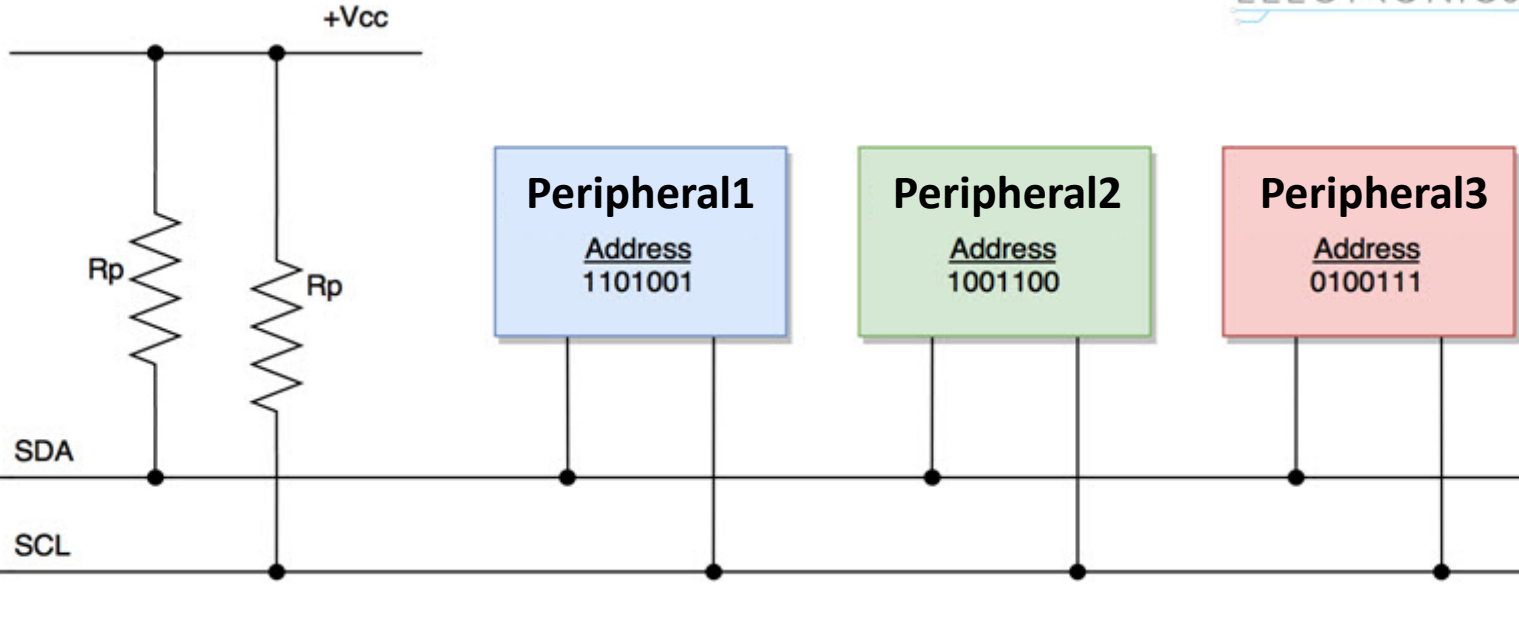 +Vcc
Peripheral1
Address
1101001
Peripheral2
Address
1001100
Peripheral3
Address
0100111
Rp
Rp
SDA
SCL